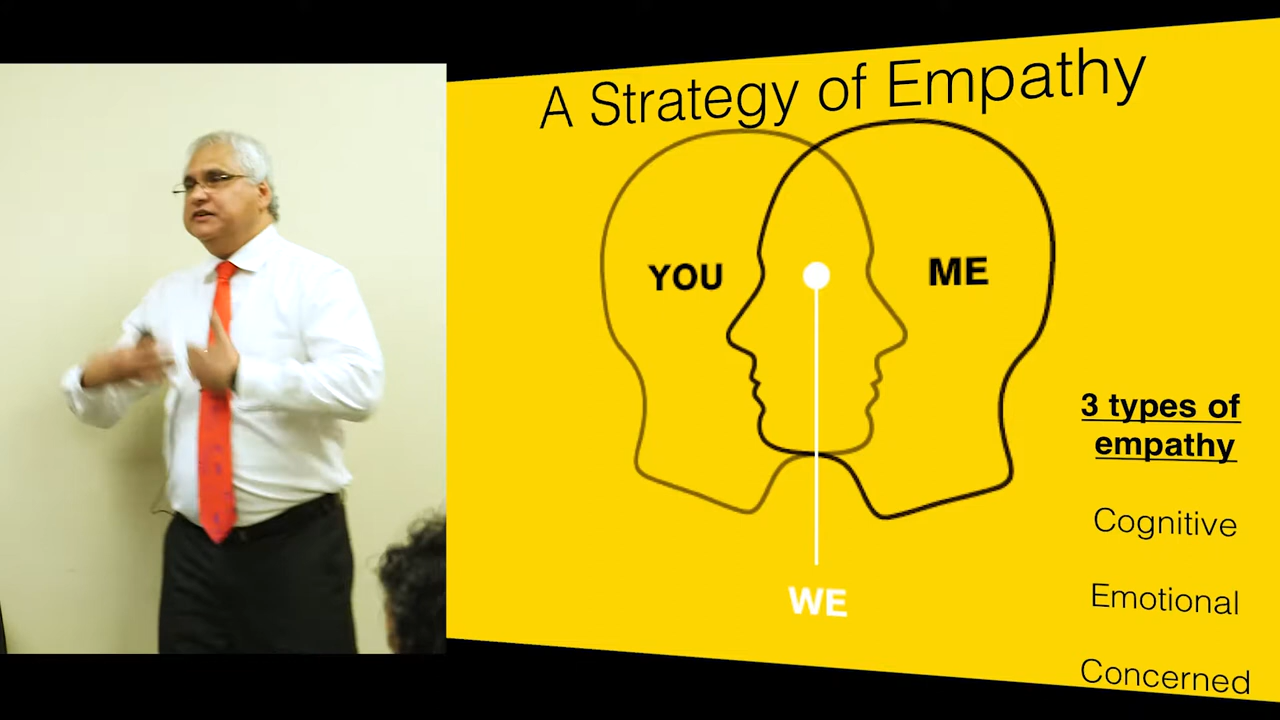 A Strategy of Empathy
YOU
ME
WE
3 types of
empathy
Cognitive
Emotional
Concerned